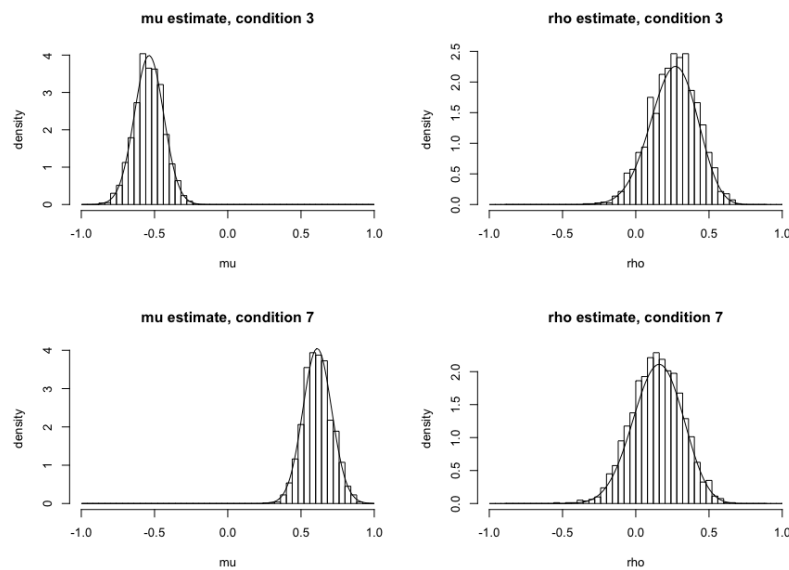 mu estimate, condition 3
density
0 1 2 3 4
-1.0 -0.5 0.0 0.5 1.0
mu
rho estimate, condition 3
density
0.0 0.5 1.0 1.5 2.0 2.5
-1.0 -0.5 0.0 0.5 1.0
rho
mu estimate, condition 7
density
0 1 2 3 4
-1.0 -0.5 0.0 0.5 1.0
mu
rho estimate, condition 7
density
0.0 0.5 1.0 1.5 2.0
-1.0 -0.5 0.0 0.5 1.0
rho